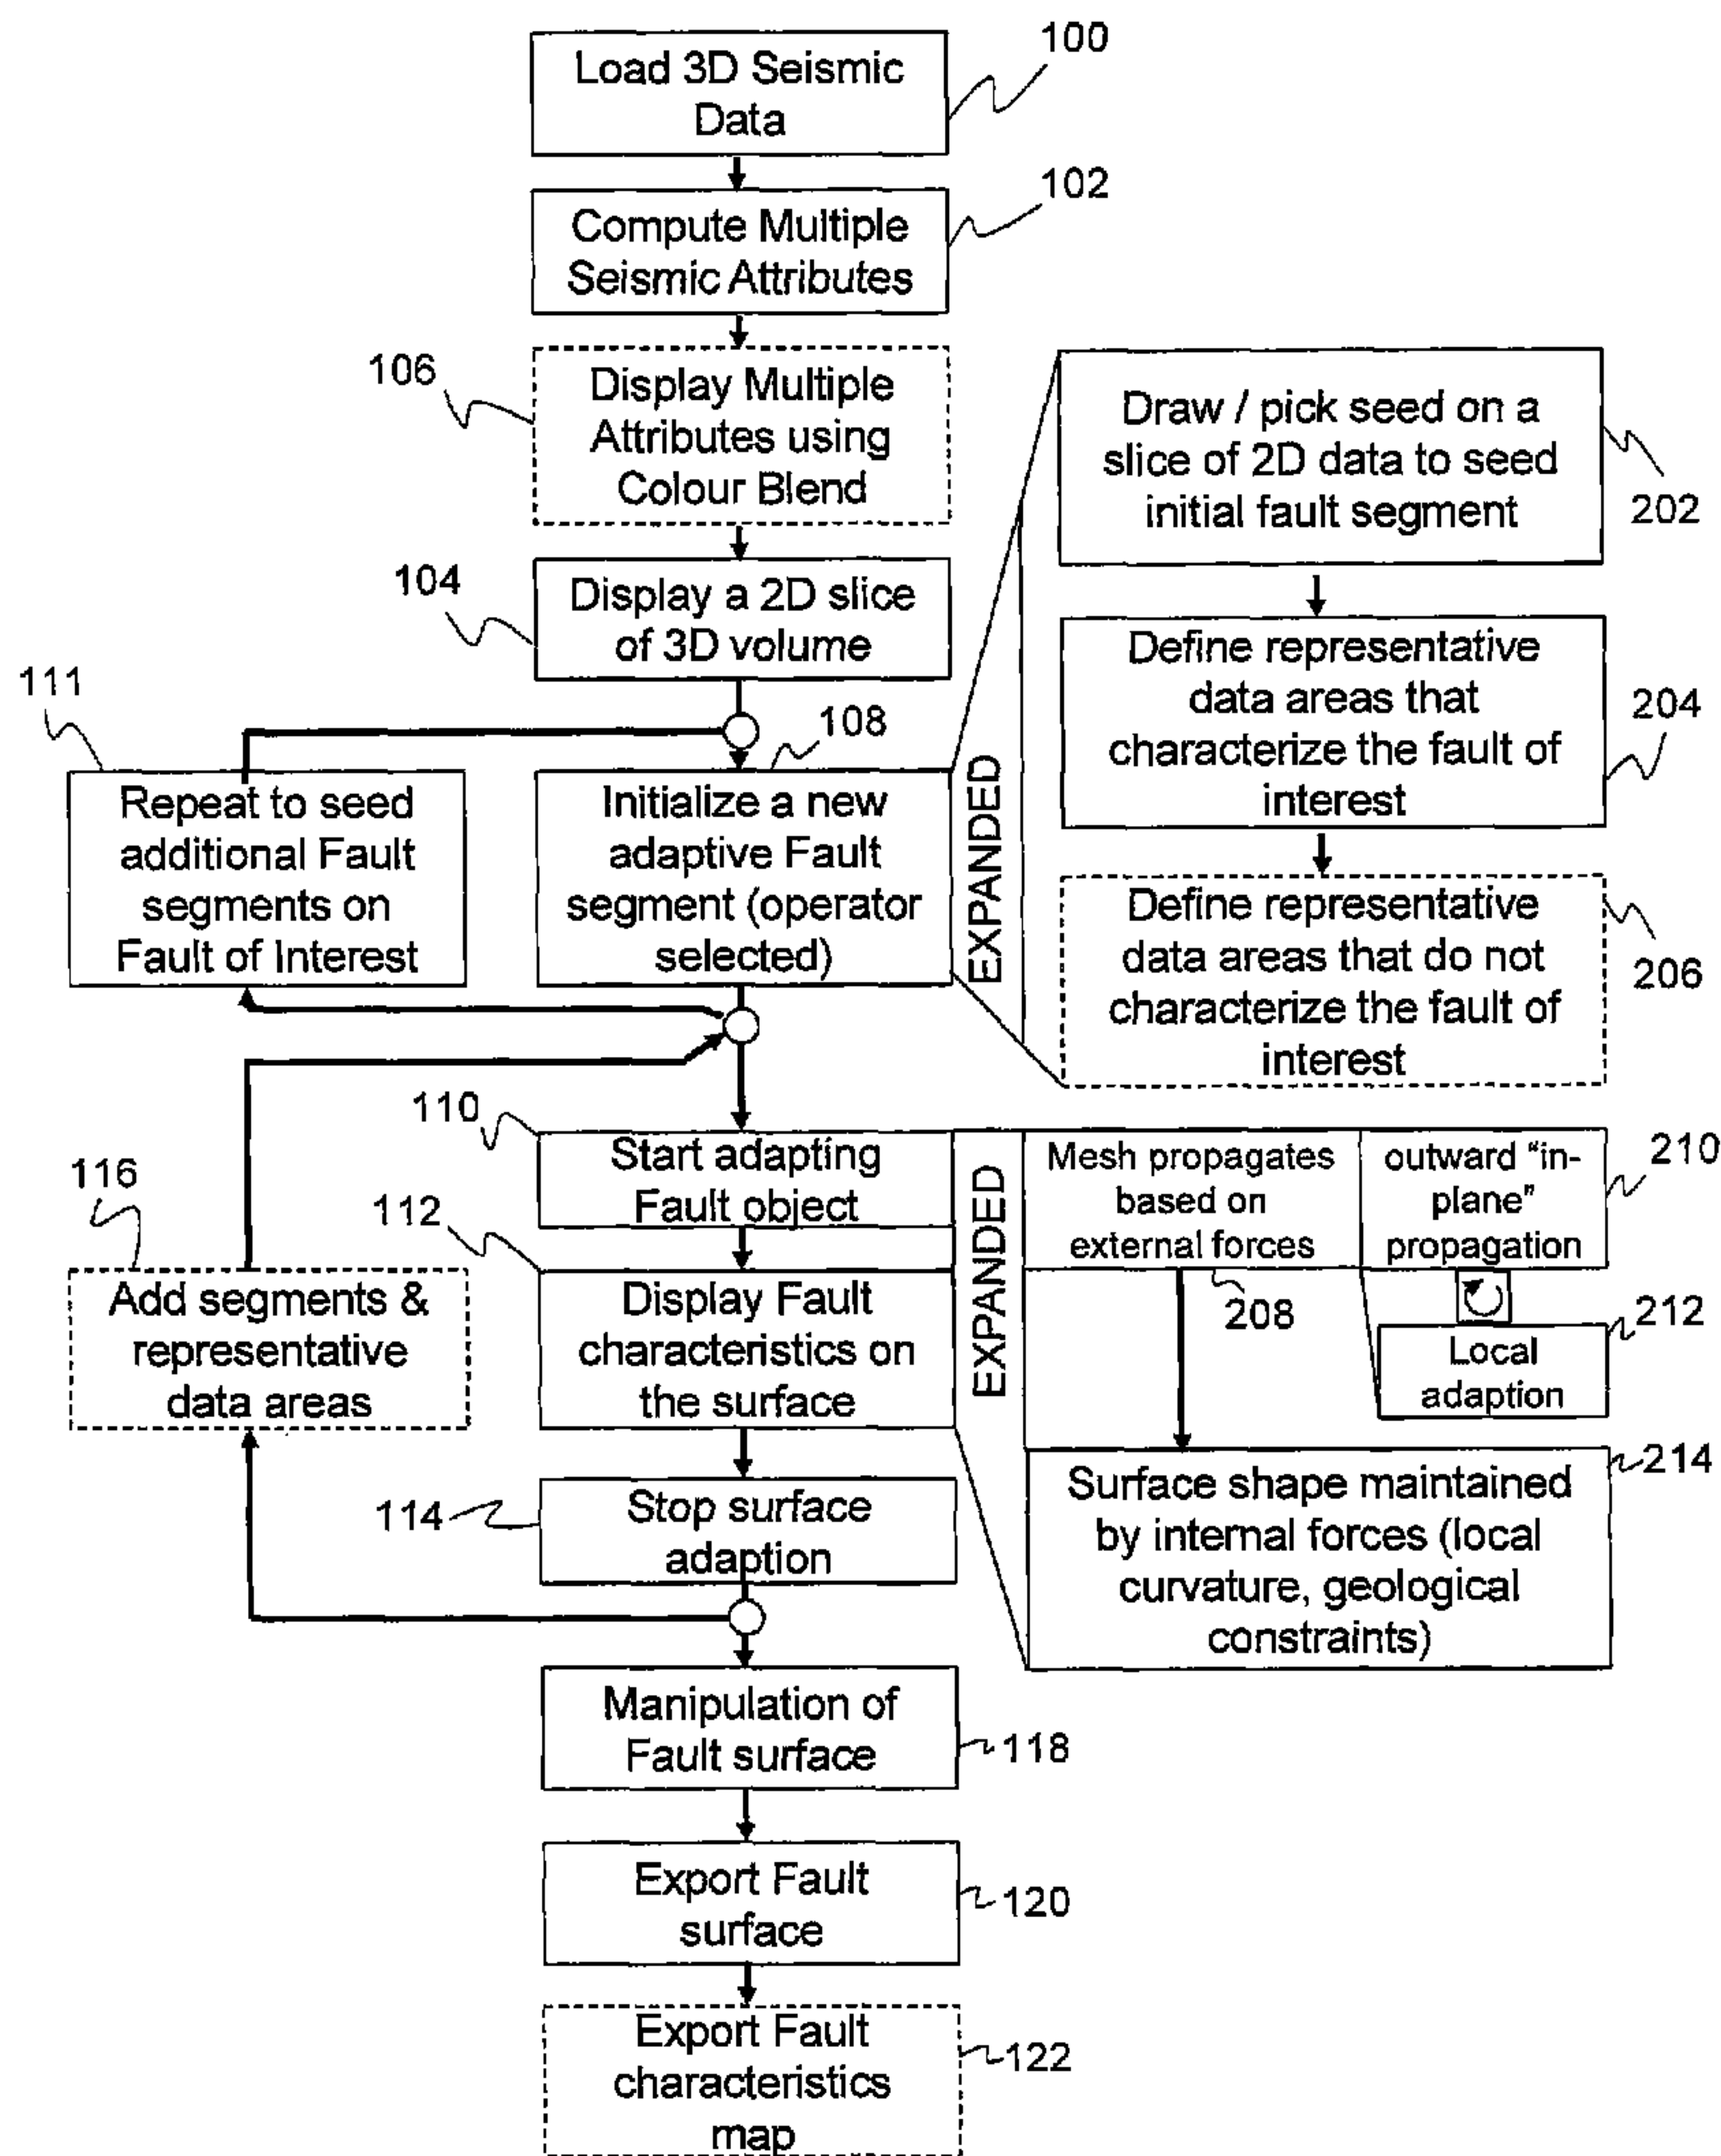 100
Load 3D Seismic
Data
102
Compute Multiple
Seismic Attributes
106
Display Multiple
Attributes using
Colour Blend
104
Display a 2D slice
of 3D volume
111
Repeat to seed
additional Fault
segments on
Fault of Interest
108
Initialize a new
adaptive Fault
segment (operator
selected)
EXPANDED
Draw / pick seed on a
slice of 2D data to seed
initial fault segment
202
Define representative
data areas that
characterize the fault of
interest
204
Define representative
data areas that do not
characterize the fault of
interest
206
110
Start adapting
Fault object
112
Display Fault
characteristics on
the surface
116
Add segments &
representative
data areas
EXPANDED
Mesh propagates
based on
external forces
208
outward “in-
plane”
propagation
210
Local
adaption
212
Surface shape maintained
by internal forces (local
curvature, geological
constraints)
214
114
Stop surface
adaption
Manipulation of
Fault surface
118
Export Fault
surface
120
Export Fault
characteristics
map
122